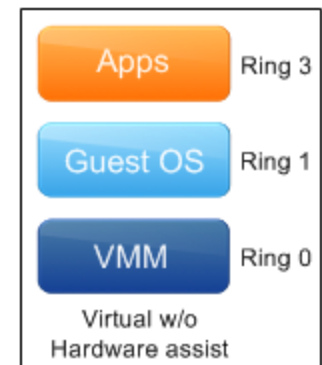 Apps Ring 3
Guest OS Ring 1
VMM Ring 0
Virtual w/o
Hardware assist